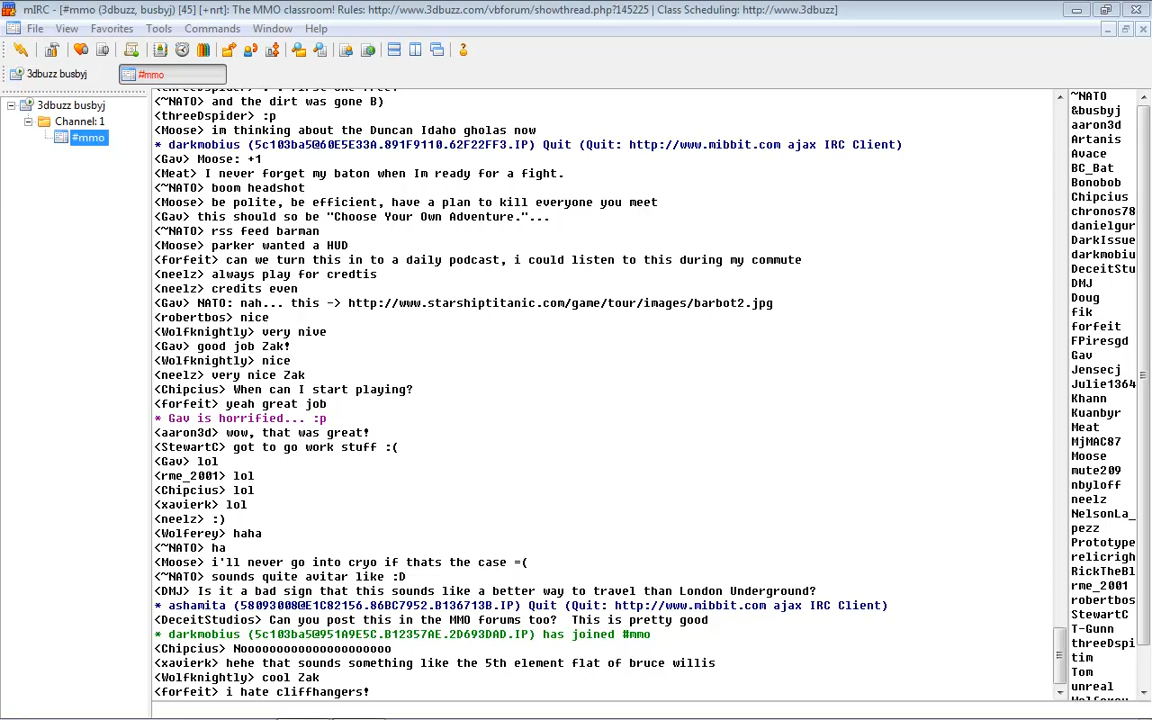 mIRC - [#mmo (3dbuzz, busbyj) [45] [+nrt]: The MMO classroom! Rules: http://www.3dbuzz.com/vbforum/showthread.php?145225 | Class Scheduling: http://www.3dbuzz]
File View Favorites Tools Commands Window Help
3dbuzz busbyj #mmo
3dbuzz busbyj
Channel: 1
#mmo
<~NATO> and the dirt was gone B)
<threeDspider> :p
<Moose> im thinking about the Duncan Idaho gholas now
* darkmobius (5c103ba5@60E5E33A.891F9110.62F22FF3.IP) Quit (Quit: http://www.mibbit.com ajax IRC Client)
<Gav> Moose: +1
<Meat> I never forget my baton when Im ready for a fight.
<~NATO> boom headshot
<Moose> be polite, be efficient, have a plan to kill everyone you meet
<Gav> this should so be "Choose Your Own Adventure."...
<~NATO> rss feed barman
<Moose> parker wanted a HUD
<forfeit> can we turn this in to a daily podcast, i could listen to this during my commute
<neelz> always play for credtis
<neelz> credits even
<Gav> NATO: nah... this -> http://www.starshiptitanic.com/game/tour/images/barbot2.jpg
<robertbos> nice
<Wolfknightly> very nive
<Gav> good job Zak!
<Wolfknightly> nice
<neelz> very nice Zak
<Chipcius> When can I start playing?
<forfeit> yeah great job
* Gav is horrified... :p
<aaron3d> wow, that was great!
<StewartC> got to go work stuff :(
<Gav> lol
<rme_2001> lol
<Chipcius> lol
<xavierk> lol
<neelz> :)
<Wolferey> haha
<~NATO> ha
<Moose> i'll never go into cryo if thats the case =(
<~NATO> sounds quite avitar like :D
<DMJ> Is it a bad sign that this sounds like a better way to travel than London Underground?
* ashamita (58093008@E1C82156.86BC7952.B136713B.IP) Quit (Quit: http://www.mibbit.com ajax IRC Client)
<DeceitStudios> Can you post this in the MMO forums too?  This is pretty good
* darkmobius (5c103ba5@951A9E5C.B12357AE.2D693DAD.IP) has joined #mmo
<Chipcius> Nooooooooooooooooooooo
<xavierk> hehe that sounds something like the 5th element flat of bruce willis
<Wolfknightly> cool Zak
<forfeit> i hate cliffhangers!
~NATO
&busbyj
aaron3d
Artanis
Avace
BC_Bat
Bonobob
Chipcius
chronos78
danielgur
DarkIssue
darkmobiu
DeceitStu
DMJ
Doug
fik
forfeit
FPiresgd
Gav
Jensecj
Julie1364
Khann
Kuanbyr
Meat
MjMAC87
Moose
mute209
nbyloff
neelz
NelsonLa_
pezz
Prototype
relicrigh
RickTheBl
rme_2001
robertbos
StewartC
T-Gunn
threeDspi
tim
Tom
unreal